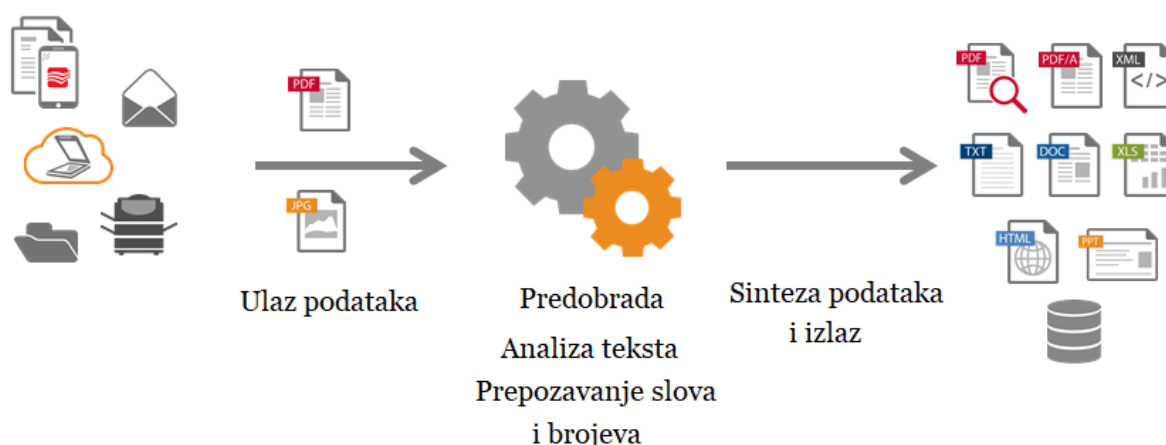 PDF
JPG
Ulaz podataka
Predobrada
Analiza teksta
Prepozavanje slova
i brojeva
Sinteza podataka
i izlaz
PDF
PDF/A
XML
</>
TXT
DOC
XLS
HTML
PPT